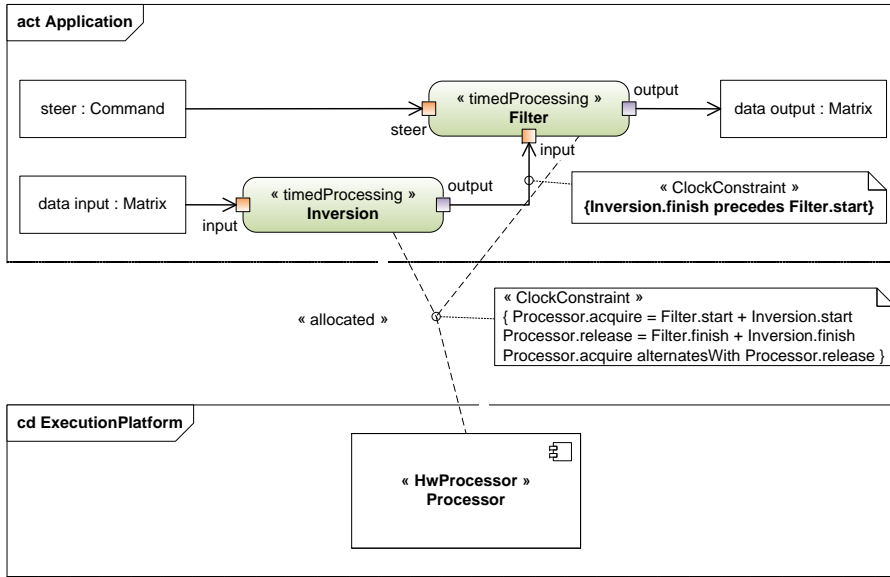 act Application
steer : Command
steer
« timedProcessing »
Filter
output
data output : Matrix
input
data input : Matrix
input
« timedProcessing »
Inversion
output
« ClockConstraint »
{Inversion.finish precedes Filter.start}
« allocated »
« ClockConstraint »
{ Processor.acquire = Filter.start + Inversion.start
Processor.release = Filter.finish + Inversion.finish
Processor.acquire alternatesWith Processor.release }
cd ExecutionPlatform
« HwProcessor »
Processor